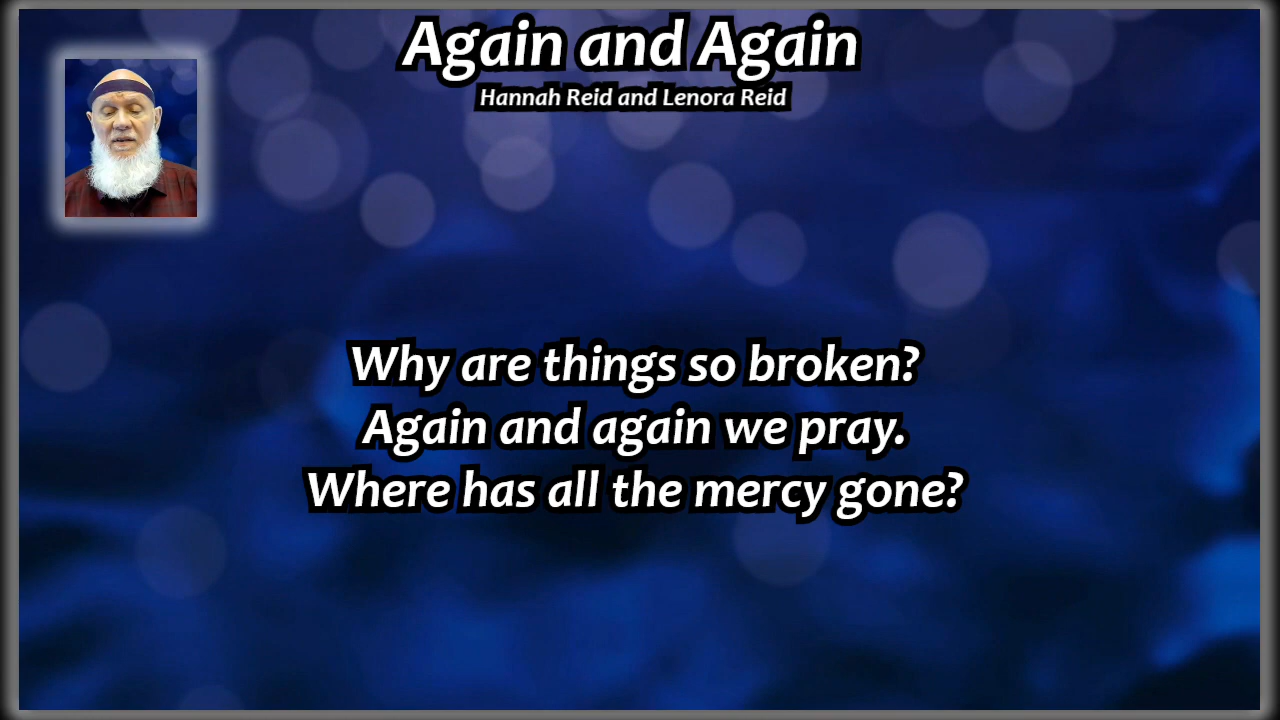 Again and Again
Hannah Reid and Lenora Reid
Why are things so broken?
Again and again we pray.
Where has all the mercy gone?